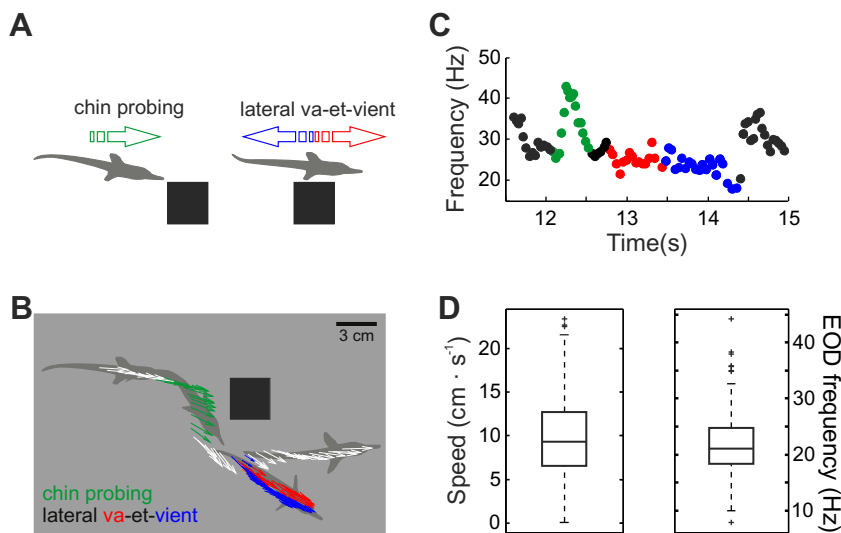 A
chin probing
lateral va-et-vient
C
Frequency (Hz)
50
40
30
20
12
13
14
15
Time(s)
B
3 cm
chin probing
lateral va-et-vient
D
Speed (cm · s⁻¹)
20
15
10
5
0
EOD frequency (Hz)
40
30
20
10